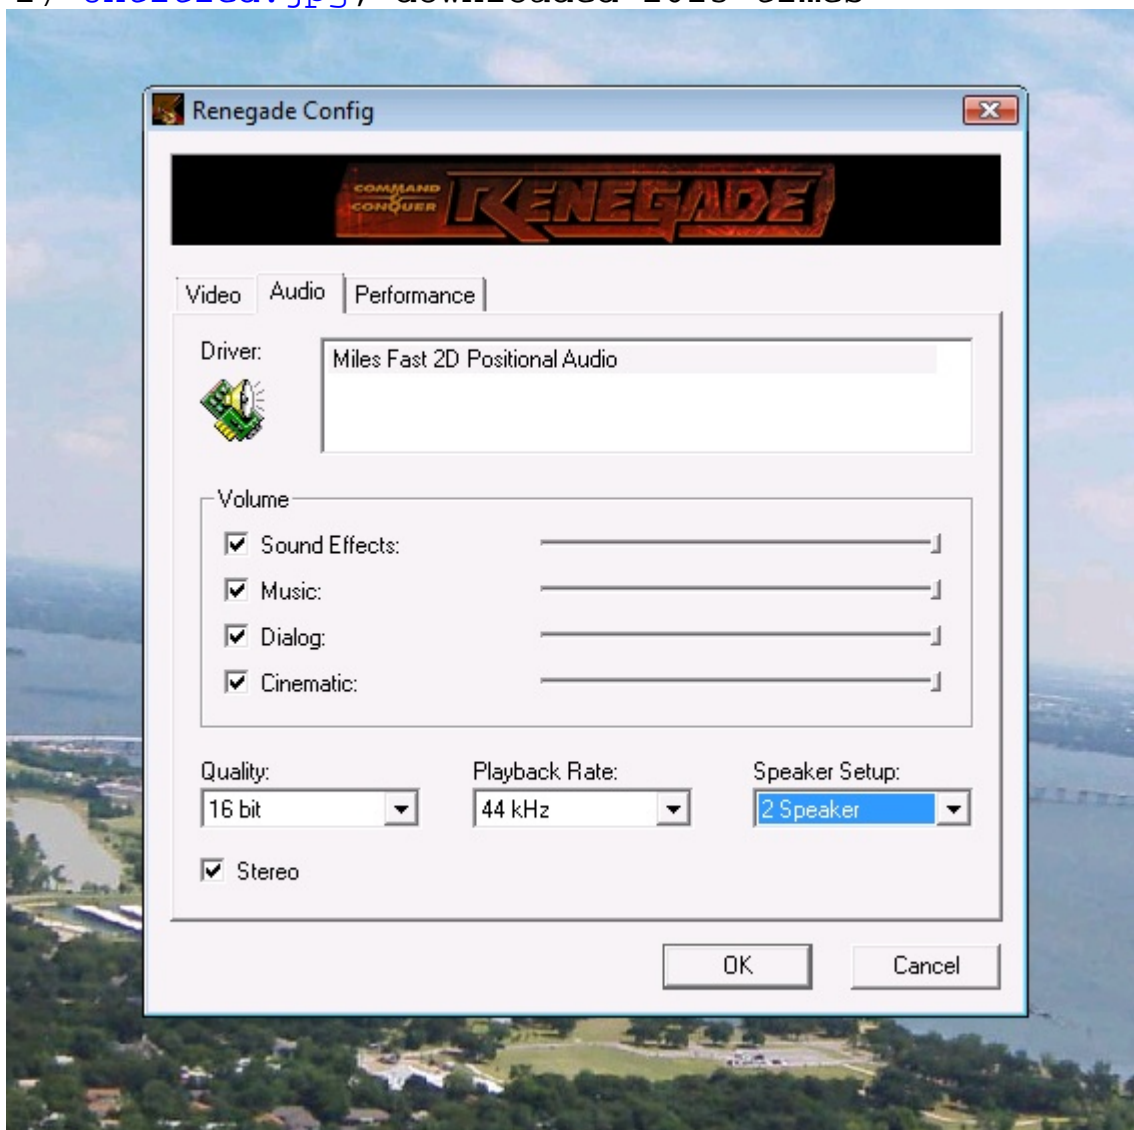 Renegade Config
COMMAND & CONQUER RENEGADE
Video Audio Performance
Driver:
Miles Fast 2D Positional Audio
Volume
Sound Effects:
Music:
Dialog:
Cinematic:
Quality: Playback Rate: Speaker Setup:
16 bit 44 kHz 2 Speaker
Stereo
OK Cancel